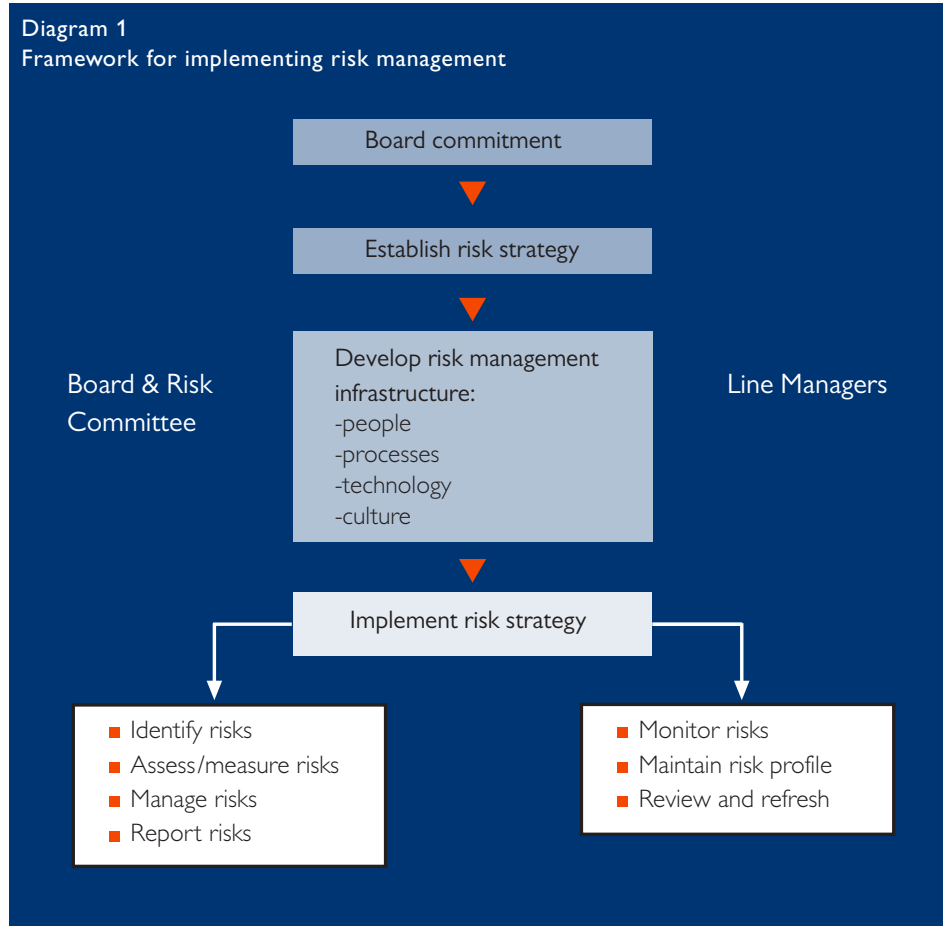 Diagram 1
Framework for implementing risk management
Board commitment
Establish risk strategy
Develop risk management
infrastructure:
-people
-processes
-technology
-culture
Board & Risk
Committee
Line Managers
Implement risk strategy
Identify risks
Assess/measure risks
Manage risks
Report risks
Monitor risks
Maintain risk profile
Review and refresh